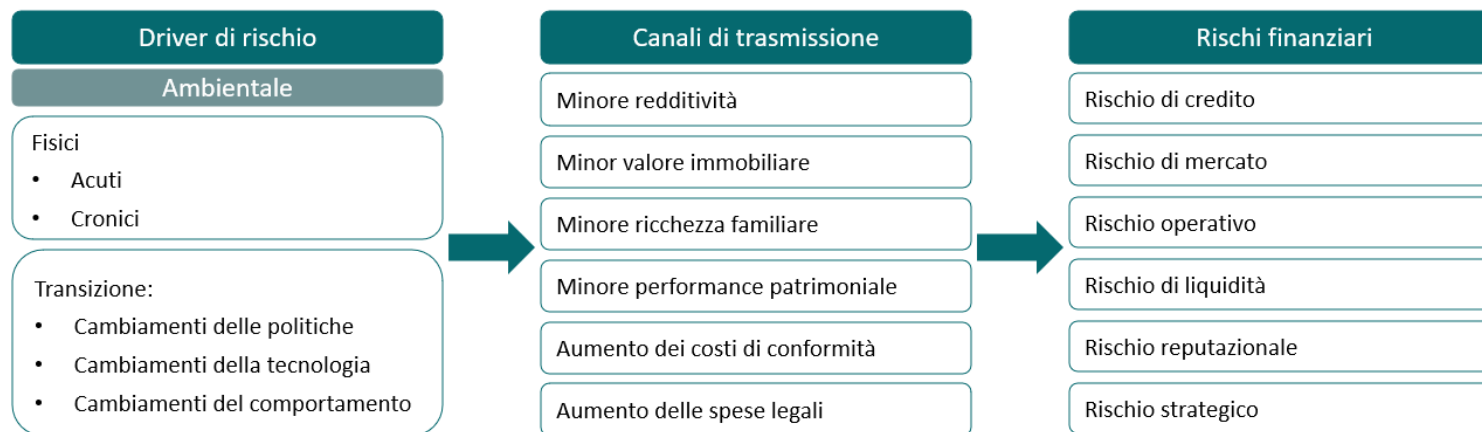 Driver di rischio
Ambientale
Fisici
• Acuti
• Cronici
Transizione:
• Cambiamenti delle politiche
• Cambiamenti della tecnologia
• Cambiamenti del comportamento
Canali di trasmissione
Minore redditività
Minor valore immobiliare
Minore ricchezza familiare
Minore performance patrimoniale
Aumento dei costi di conformità
Aumento delle spese legali
Rischi finanziari
Rischio di credito
Rischio di mercato
Rischio operativo
Rischio di liquidità
Rischio reputazionale
Rischio strategico